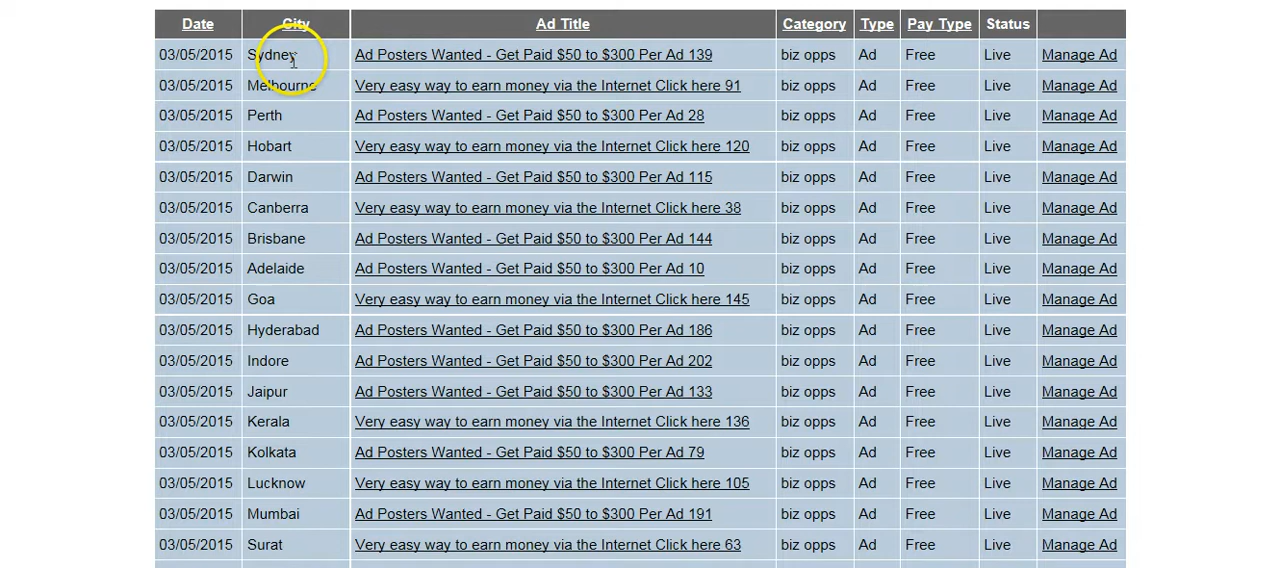 Date City Ad Title Category Type Pay Type Status
03/05/2015 Sydney Ad Posters Wanted - Get Paid $50 to $300 Per Ad 139 biz opps Ad Free Live Manage Ad
03/05/2015 Melbourne Very easy way to earn money via the Internet Click here 91 biz opps Ad Free Live Manage Ad
03/05/2015 Perth Ad Posters Wanted - Get Paid $50 to $300 Per Ad 28 biz opps Ad Free Live Manage Ad
03/05/2015 Hobart Very easy way to earn money via the Internet Click here 120 biz opps Ad Free Live Manage Ad
03/05/2015 Darwin Ad Posters Wanted - Get Paid $50 to $300 Per Ad 115 biz opps Ad Free Live Manage Ad
03/05/2015 Canberra Very easy way to earn money via the Internet Click here 38 biz opps Ad Free Live Manage Ad
03/05/2015 Brisbane Ad Posters Wanted - Get Paid $50 to $300 Per Ad 144 biz opps Ad Free Live Manage Ad
03/05/2015 Adelaide Ad Posters Wanted - Get Paid $50 to $300 Per Ad 10 biz opps Ad Free Live Manage Ad
03/05/2015 Goa Very easy way to earn money via the Internet Click here 145 biz opps Ad Free Live Manage Ad
03/05/2015 Hyderabad Ad Posters Wanted - Get Paid $50 to $300 Per Ad 186 biz opps Ad Free Live Manage Ad
03/05/2015 Indore Ad Posters Wanted - Get Paid $50 to $300 Per Ad 202 biz opps Ad Free Live Manage Ad
03/05/2015 Jaipur Ad Posters Wanted - Get Paid $50 to $300 Per Ad 133 biz opps Ad Free Live Manage Ad
03/05/2015 Kerala Very easy way to earn money via the Internet Click here 136 biz opps Ad Free Live Manage Ad
03/05/2015 Kolkata Ad Posters Wanted - Get Paid $50 to $300 Per Ad 79 biz opps Ad Free Live Manage Ad
03/05/2015 Lucknow Very easy way to earn money via the Internet Click here 105 biz opps Ad Free Live Manage Ad
03/05/2015 Mumbai Ad Posters Wanted - Get Paid $50 to $300 Per Ad 191 biz opps Ad Free Live Manage Ad
03/05/2015 Surat Very easy way to earn money via the Internet Click here 63 biz opps Ad Free Live Manage Ad